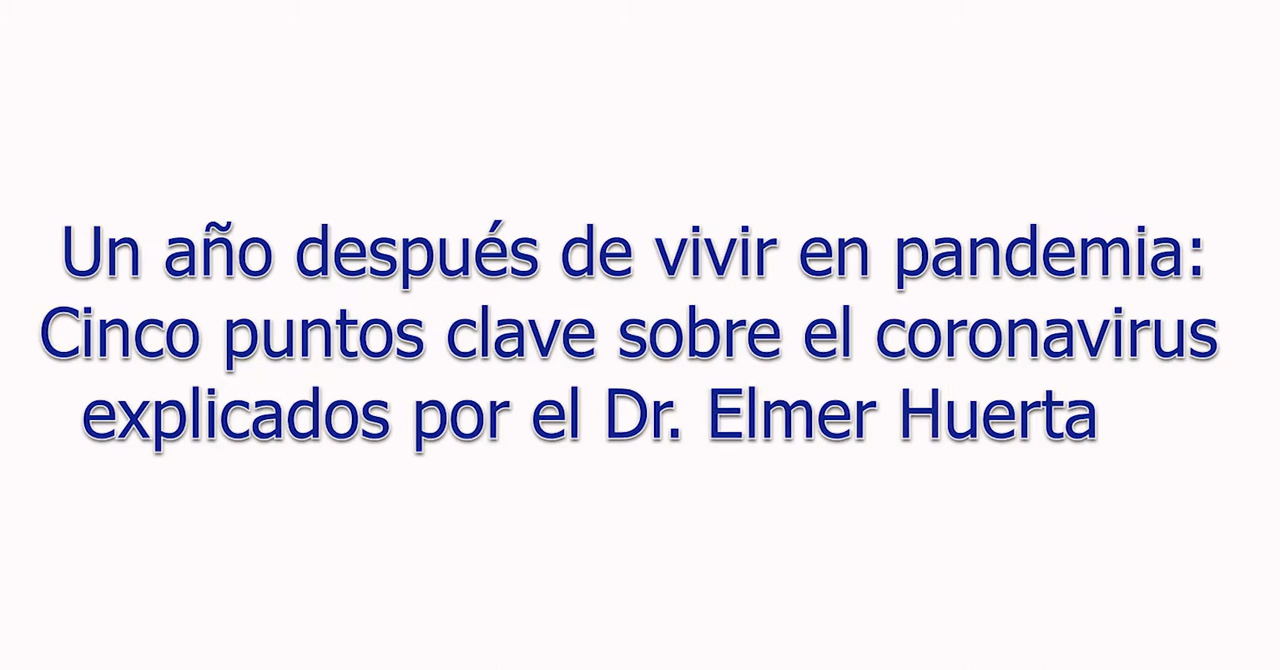 Un año después de vivir en pandemia:
Cinco puntos clave sobre el coronavirus
explicados por el Dr. Elmer Huerta